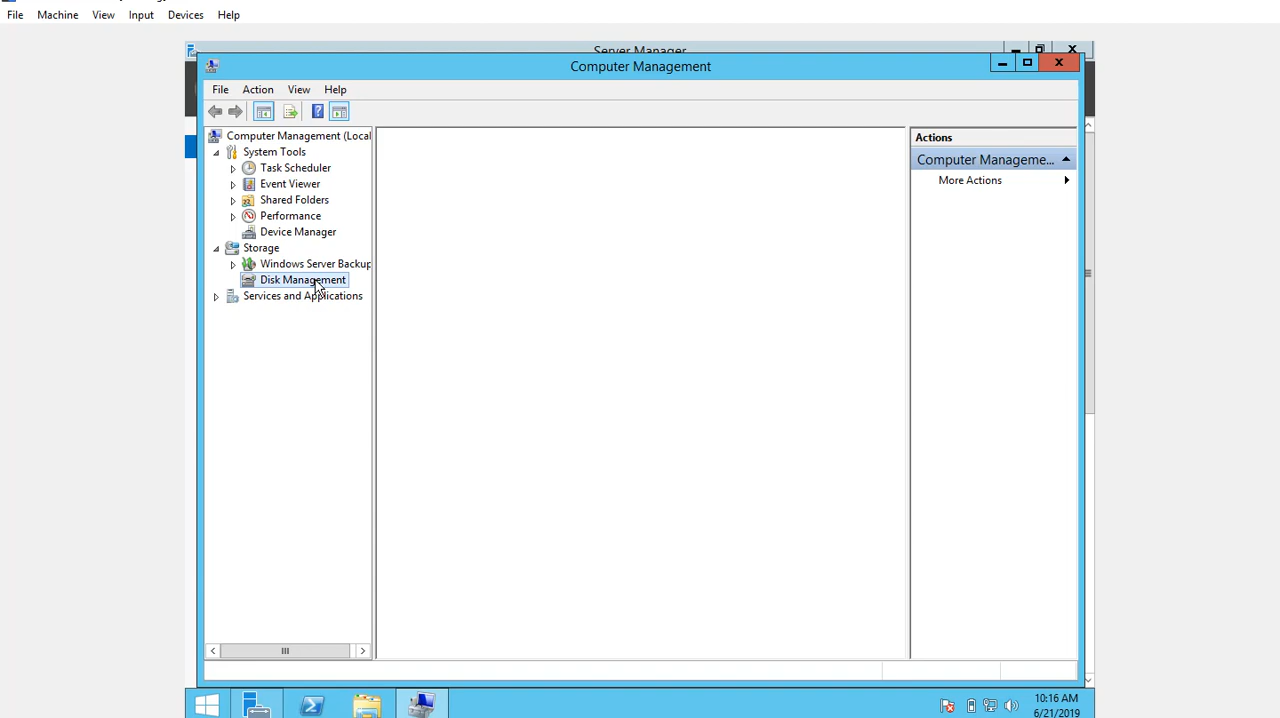 File Machine View Input Devices Help
Server Manager
Computer Management
File Action View Help
Computer Management (Local
System Tools
Task Scheduler
Event Viewer
Shared Folders
Performance
Device Manager
Storage
Windows Server Backup
Disk Management
Services and Applications
Actions
Computer Manageme...
More Actions
10:16 AM
6/21/2019